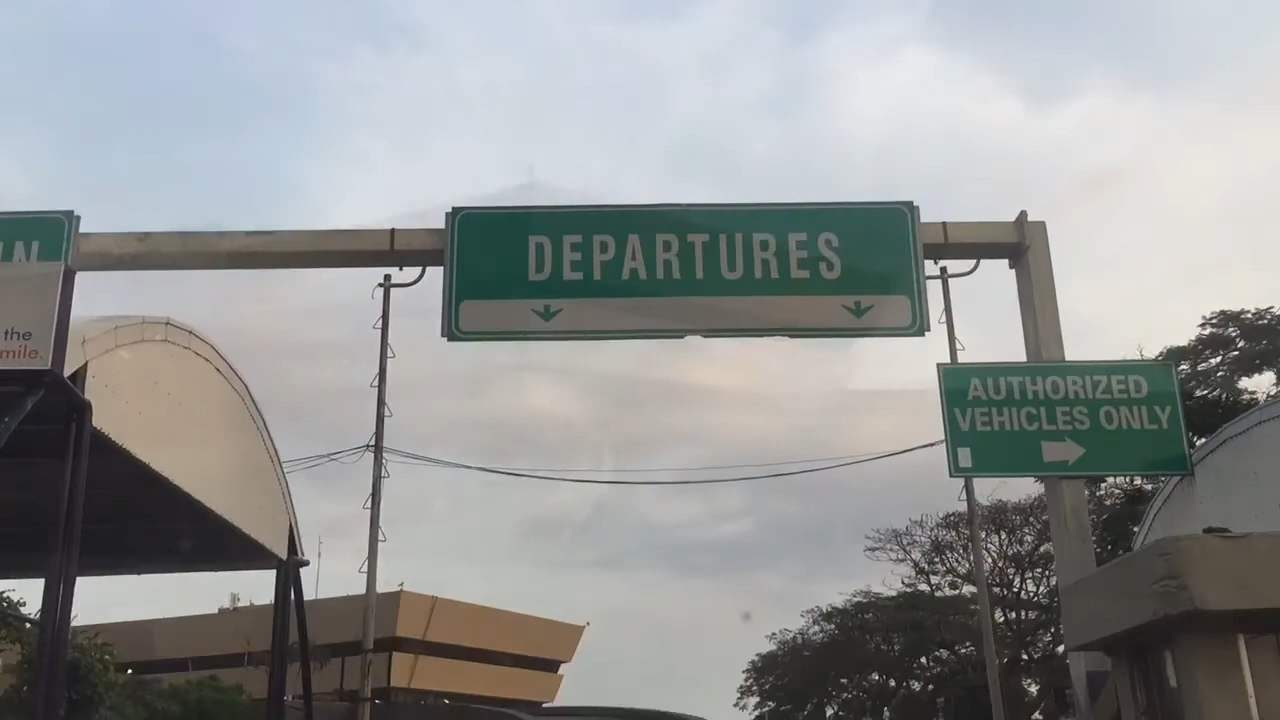 DEPARTURES
AUTHORIZED
VEHICLES ONLY
the
mile.